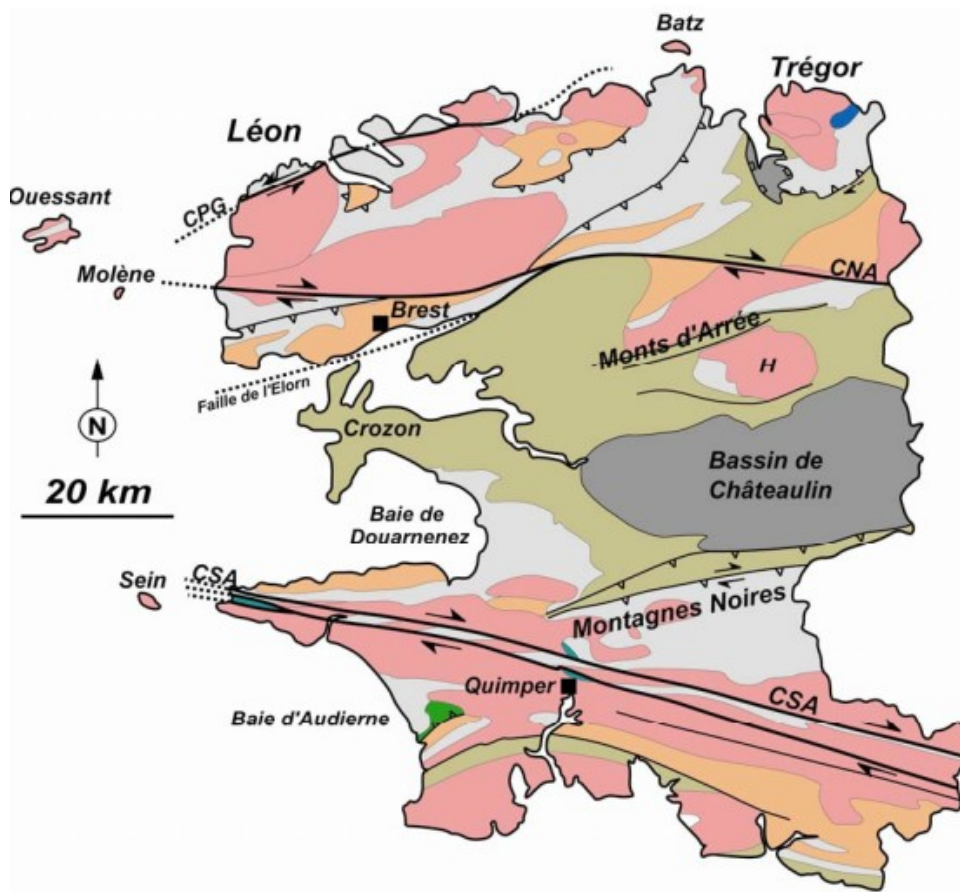 Batz
Trégor
Léon
Ouessant
CPG
Molène
CNA
Brest
Monts d'Arrée
H
Faille de l'Elorn
N
Crozon
Bassin de
Châteaulin
20 km
Baie de
Douarnenez
Sein
CSA
Montagnes Noires
Quimper
CSA
Baie d'Audierne